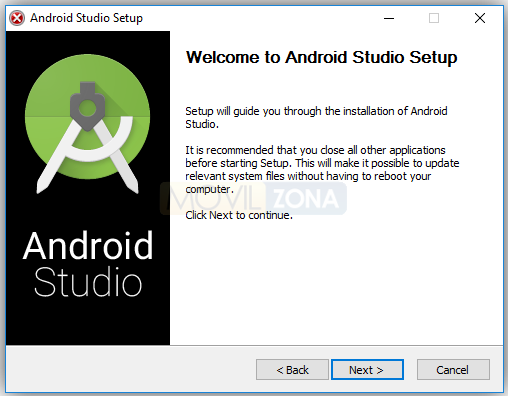 Android Studio Setup
Welcome to Android Studio Setup
Setup will guide you through the installation of Android
Studio.
It is recommended that you close all other applications
before starting Setup. This will make it possible to update
relevant system files without having to reboot your
computer.
MOVIL ZONA
Click Next to continue.
Android
Studio
< Back
Next >
Cancel